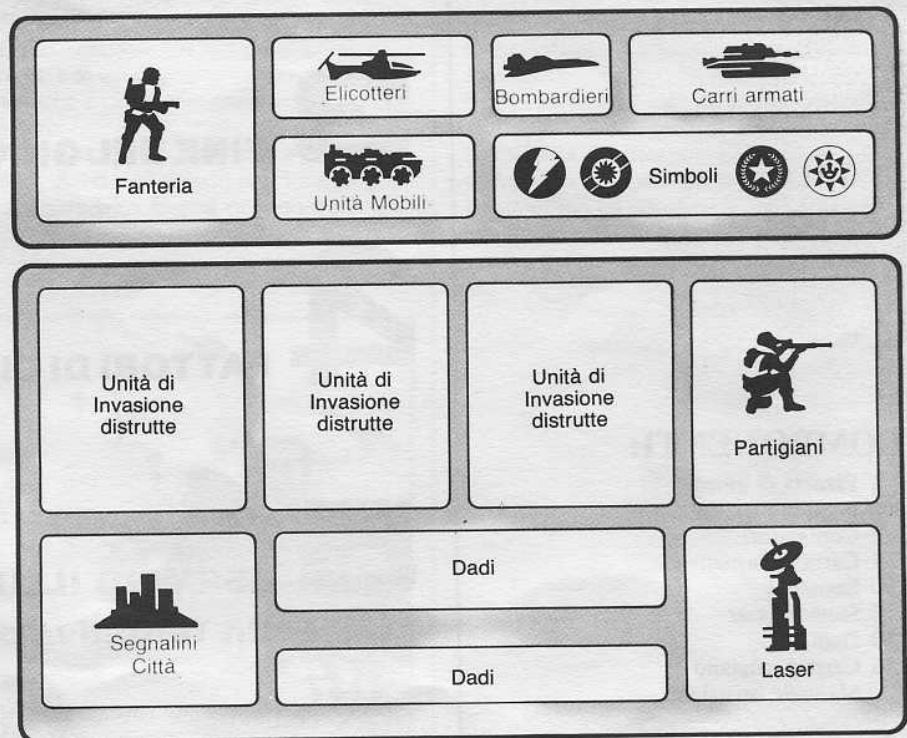 Fanteria
Elicotteri
Bombardieri
Carri armati
Unità Mobili
Simboli
Unità di
Invasione
distrutte
Unità di
Invasione
distrutte
Unità di
Invasione
distrutte
Partigiani
Segnalini
Città
Dadi
Dadi
Laser